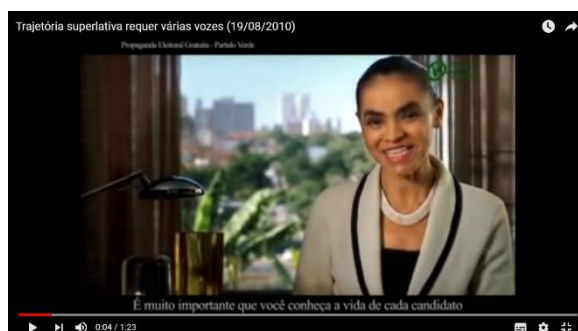 Trajetória superlativa requer várias vozes (19/08/2010)
Propaganda Eleitoral Gratuita - Partido Verde
É muito importante que você conheça a vida de cada candidato
0:04 / 1:23